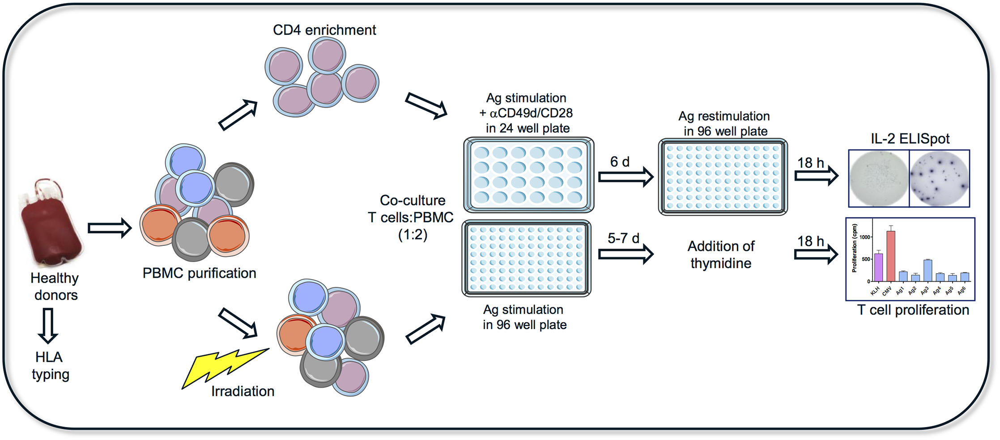 CD4 enrichment
Healthy
donors
HLA
typing
PBMC purification
Irradiation
Co-culture
T cells:PBMC
(1:2)
Ag stimulation
+ αCD49d/CD28
in 24 well plate
6 d
Ag restimulation
in 96 well plate
18 h
IL-2 ELISpot
Ag stimulation
in 96 well plate
5-7 d
Addition of
thymidine
18 h
Proliferation (cpm)
1000
500
0
KLH
CMV
Ag1
Ag2
Ag3
Ag4
Ag5
Ag6
T cell proliferation